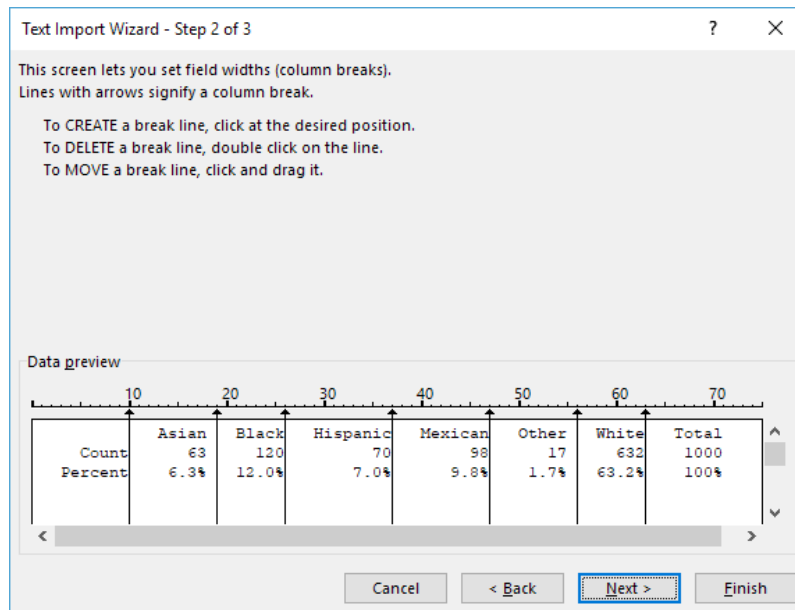 Text Import Wizard - Step 2 of 3 ?
This screen lets you set field widths (column breaks).
Lines with arrows signify a column break.
To CREATE a break line, click at the desired position.
To DELETE a break line, double click on the line.
To MOVE a break line, click and drag it.
Data preview
10 20 30 40 50 60 70
Asian Black Hispanic Mexican Other White Total
Count 63 120 70 98 17 632 1000
Percent 6.3% 12.0% 7.0% 9.8% 1.7% 63.2% 100%
Cancel < Back Next > Finish